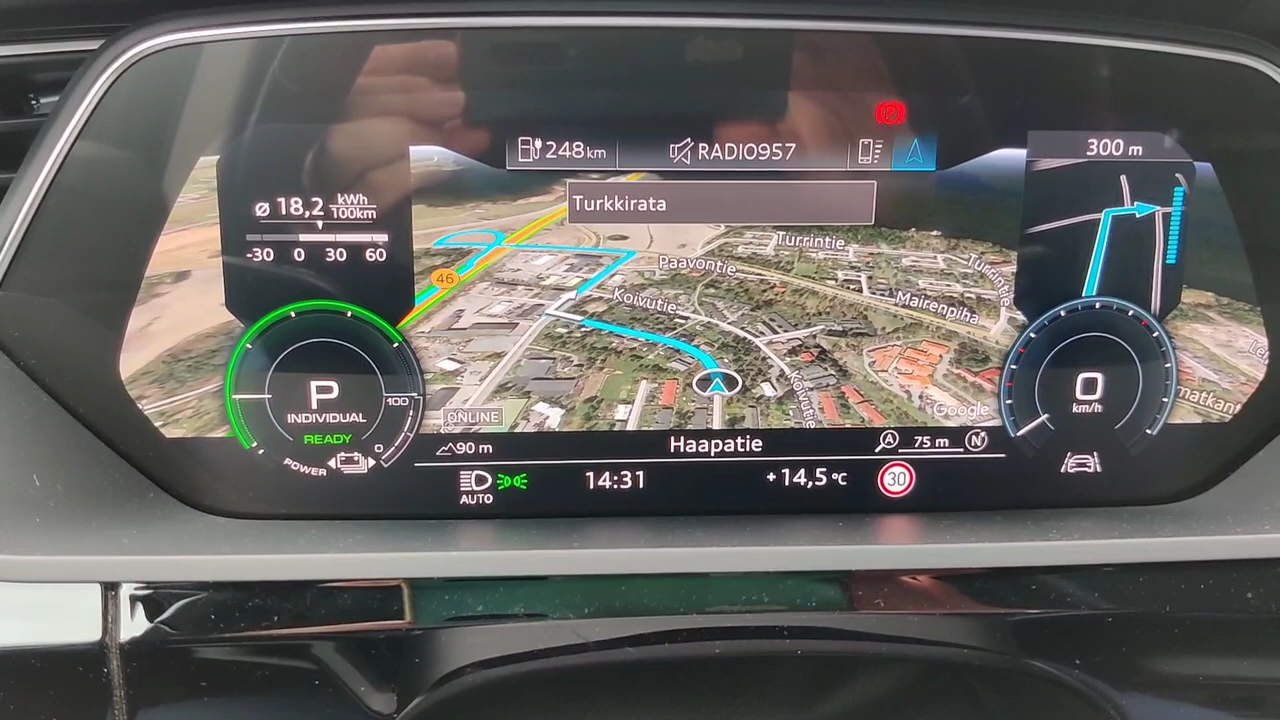 248 km
RADIO957
300 m
Turkkirata
ø 18,2 kWh/100km
-30 0 30 60
Turrintie
Turrintie
Paavontie
46
Koivutie
Mairenpiha
P
INDIVIDUAL
READY
100
0
POWER
Koivutie
0
km/h
Google
ONLINE
90 m
Haapatie
A
75 m
N
AUTO
14:31
+14,5 °C
30